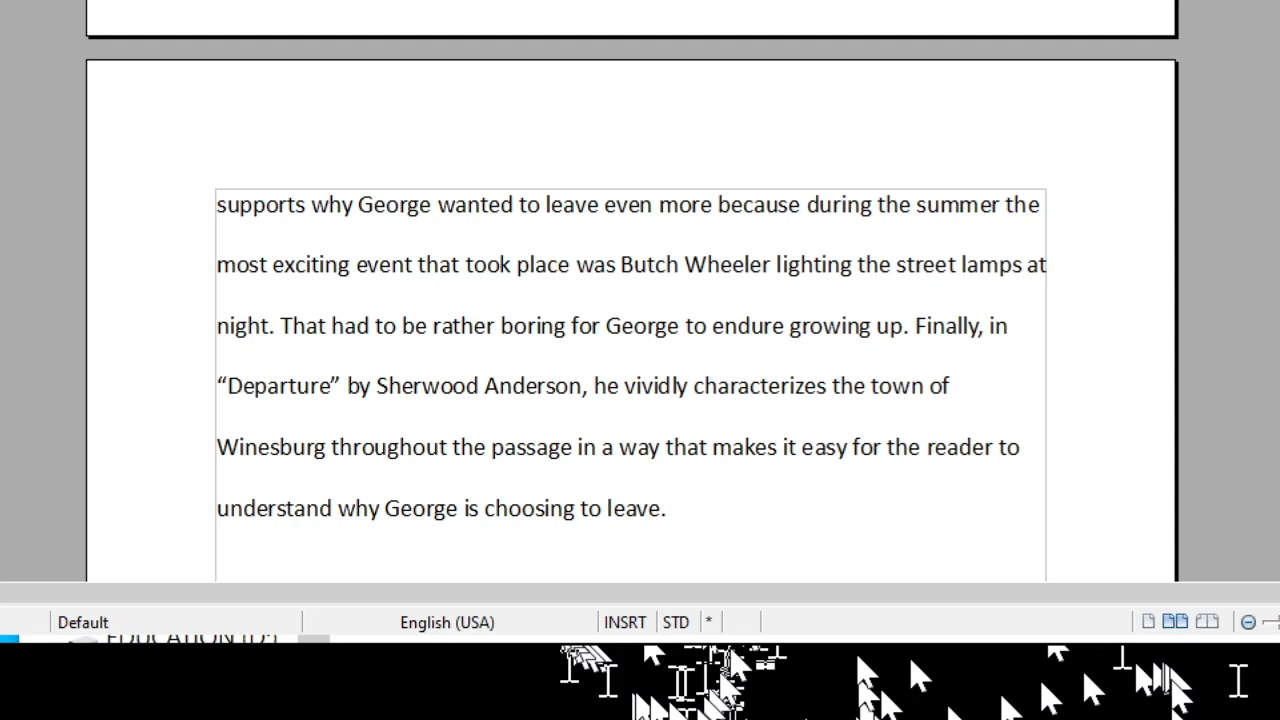 supports why George wanted to leave even more because during the summer the
most exciting event that took place was Butch Wheeler lighting the street lamps at
night. That had to be rather boring for George to endure growing up. Finally, in
“Departure” by Sherwood Anderson, he vividly characterizes the town of
Winesburg throughout the passage in a way that makes it easy for the reader to
understand why George is choosing to leave.
Default English (USA) INSRT STD *
EDUCATION (D:)